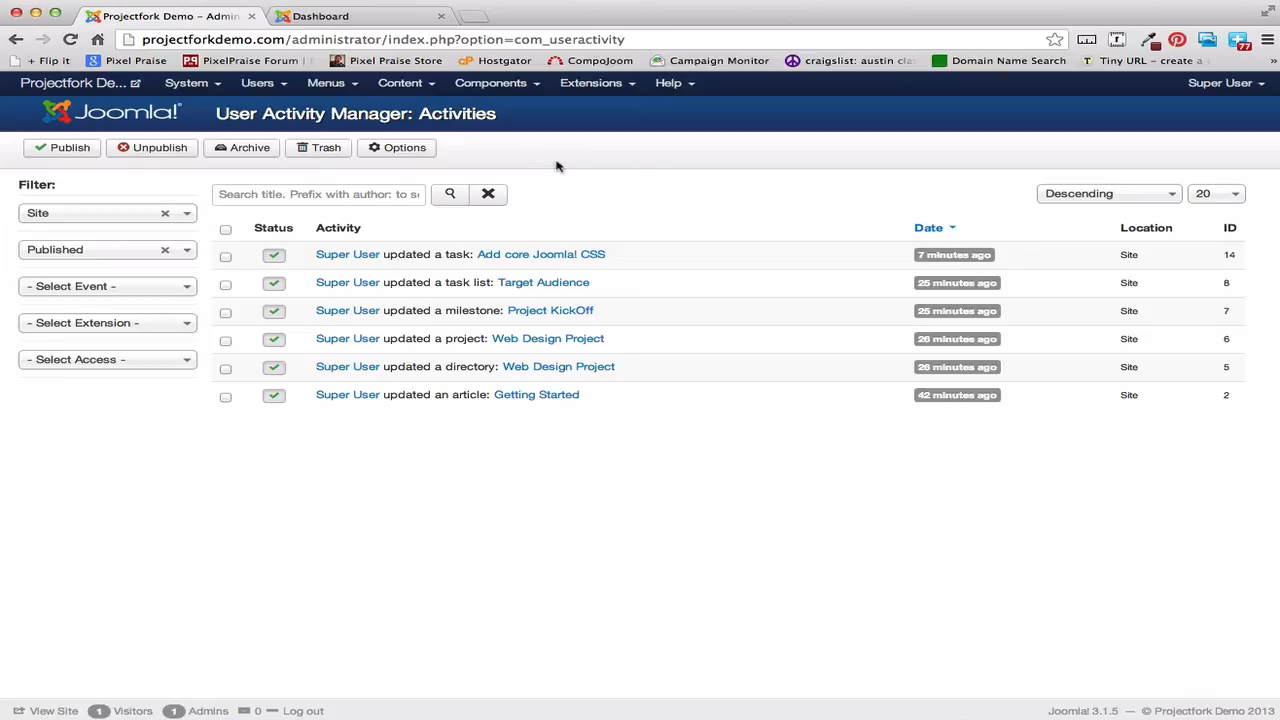 Projectfork Demo – Admin
Dashboard
projectforkdemo.com/administrator/index.php?option=com_useractivity
+ Flip it
Pixel Praise
PixelPraise Forum
Pixel Praise Store
Hostgator
CompoJoom
Campaign Monitor
craigslist: austin cla
Domain Name Search
Tiny URL – create a
77
Projectfork De...
System
Users
Menus
Content
Components
Extensions
Help
Super User
Joomla!
User Activity Manager: Activities
Publish
Unpublish
Archive
Trash
Options
Filter:
Site
Published
- Select Event -
- Select Extension -
- Select Access -
Search title. Prefix with author: to se
Descending
20
Status Activity Date Location ID
Super User updated a task: Add core Joomla! CSS 7 minutes ago Site 14
Super User updated a task list: Target Audience 25 minutes ago Site 8
Super User updated a milestone: Project KickOff 25 minutes ago Site 7
Super User updated a project: Web Design Project 26 minutes ago Site 6
Super User updated a directory: Web Design Project 26 minutes ago Site 5
Super User updated an article: Getting Started 42 minutes ago Site 2
View Site 1 Visitors 1 Admins 0 Log out
Joomla! 3.1.5 — © Projectfork Demo 2013